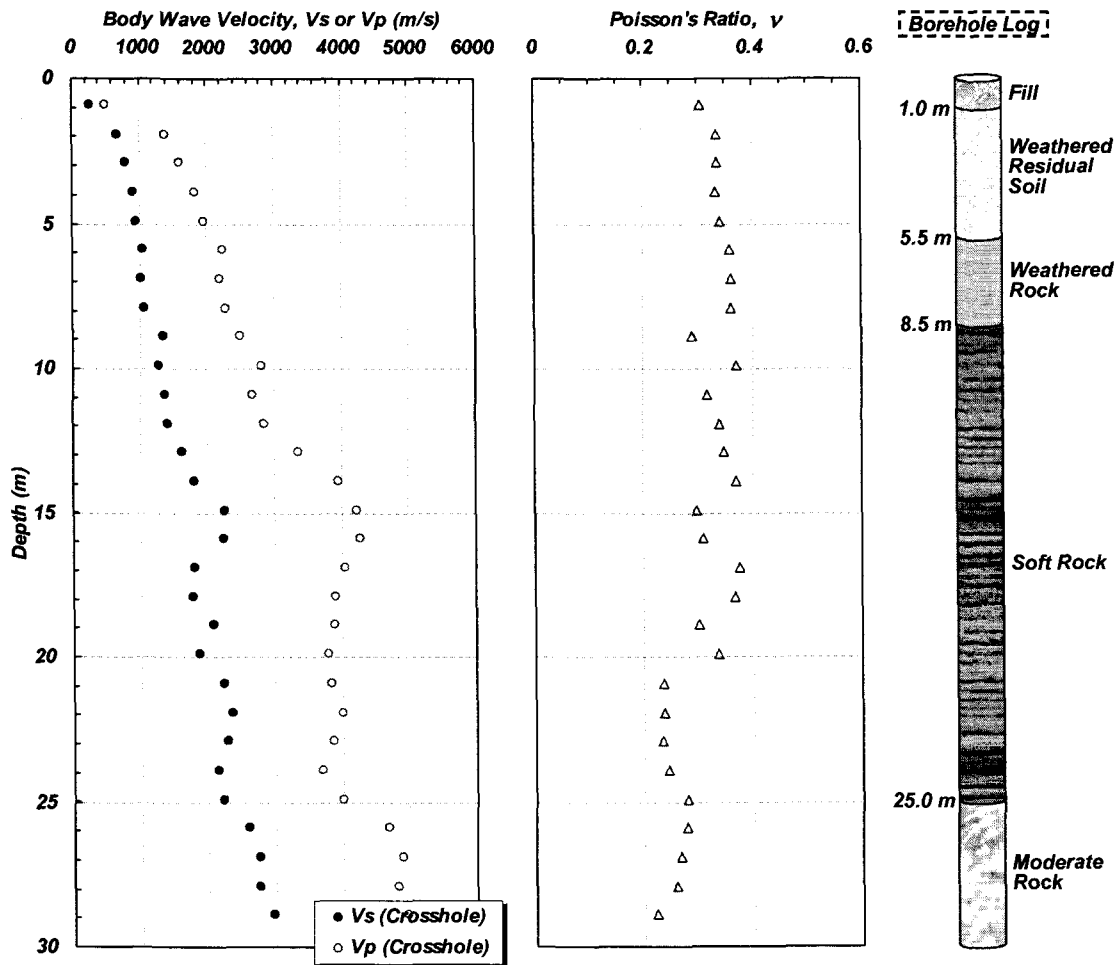 Body Wave Velocity, Vs or Vp (m/s)
0 1000 2000 3000 4000 5000 6000
Poisson's Ratio, ν
0 0.2 0.4 0.6
Borehole Log
Depth (m)
0
5
10
15
20
25
30
Vs (Crosshole)
Vp (Crosshole)
Fill
1.0 m
Weathered
Residual
Soil
5.5 m
Weathered
Rock
8.5 m
Soft Rock
25.0 m
Moderate
Rock